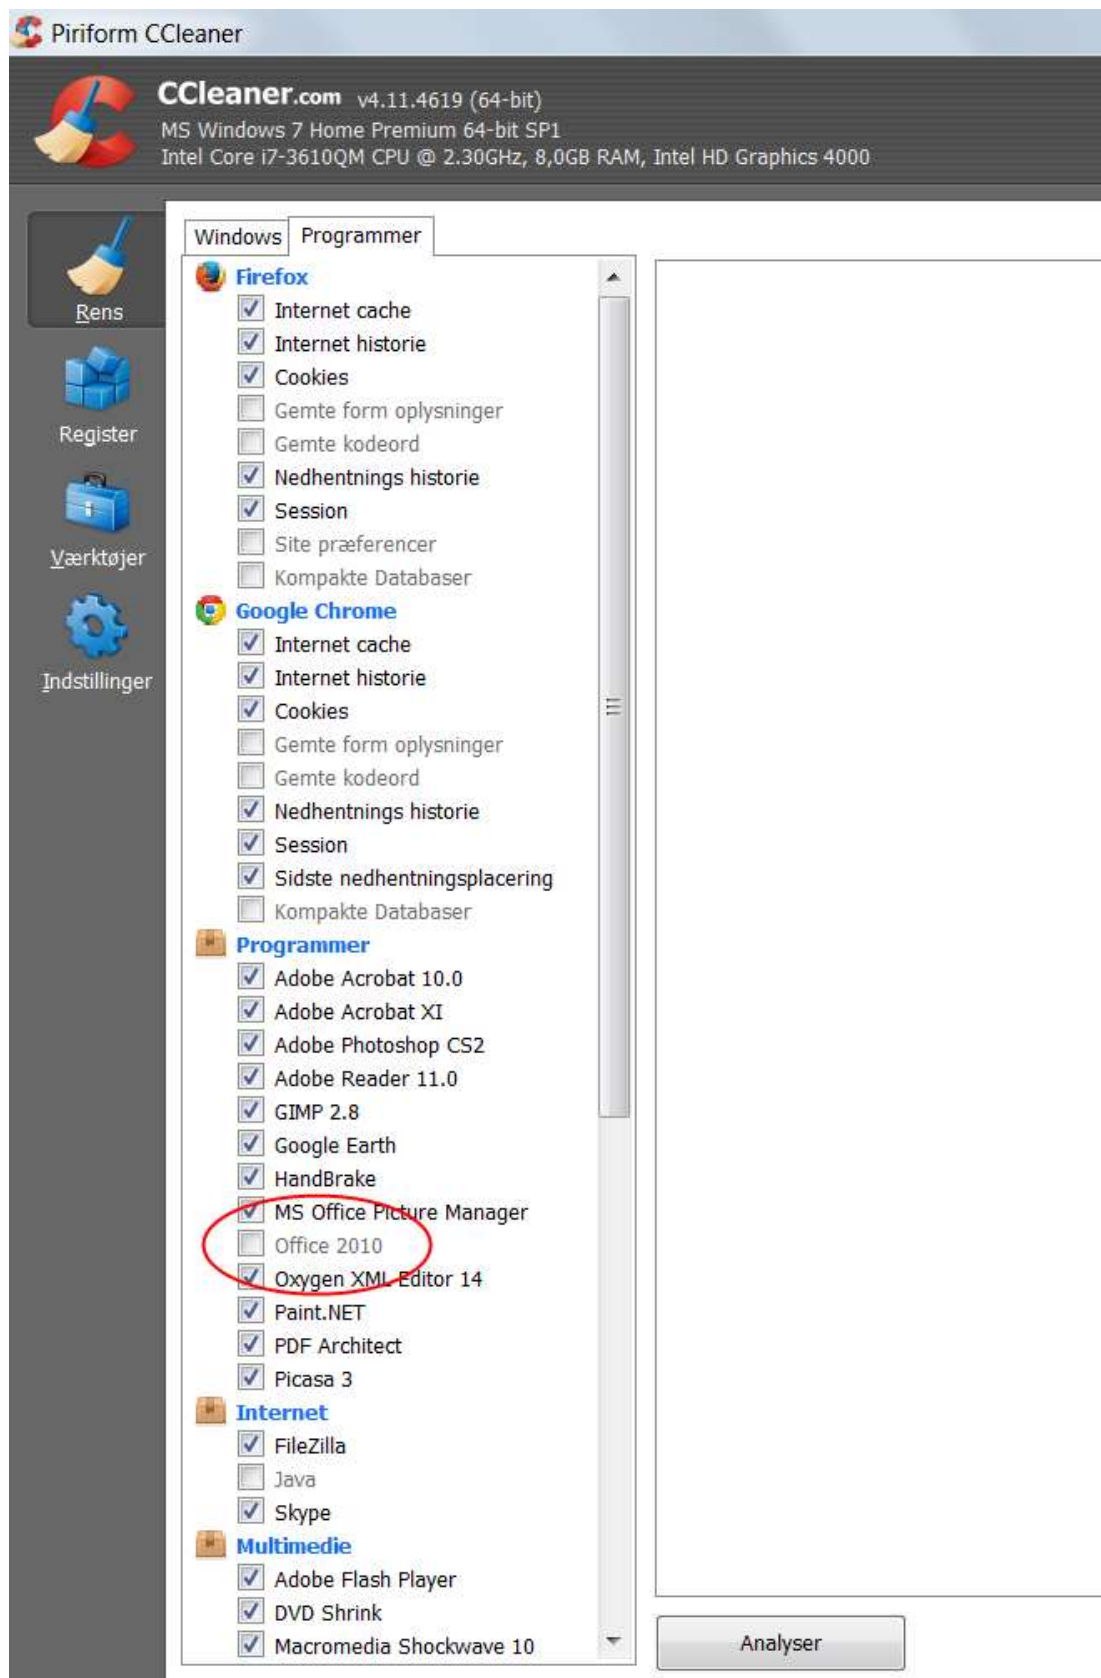 Piriform CCleaner
CCleaner.com v4.11.4619 (64-bit)
MS Windows 7 Home Premium 64-bit SP1
Intel Core i7-3610QM CPU @ 2.30GHz, 8,0GB RAM, Intel HD Graphics 4000
Rens
Register
Værktøjer
Indstillinger
Windows Programmer
Firefox
Internet cache
Internet historie
Cookies
Gemte form oplysninger
Gemte kodeord
Nedhentnings historie
Session
Site præferencer
Kompakte Databaser
Google Chrome
Internet cache
Internet historie
Cookies
Gemte form oplysninger
Gemte kodeord
Nedhentnings historie
Session
Sidste nedhentningsplacering
Kompakte Databaser
Programmer
Adobe Acrobat 10.0
Adobe Acrobat XI
Adobe Photoshop CS2
Adobe Reader 11.0
GIMP 2.8
Google Earth
HandBrake
MS Office Picture Manager
Office 2010
Oxygen XML Editor 14
Paint.NET
PDF Architect
Picasa 3
Internet
FileZilla
Java
Skype
Multimedie
Adobe Flash Player
DVD Shrink
Macromedia Shockwave 10
Analyser